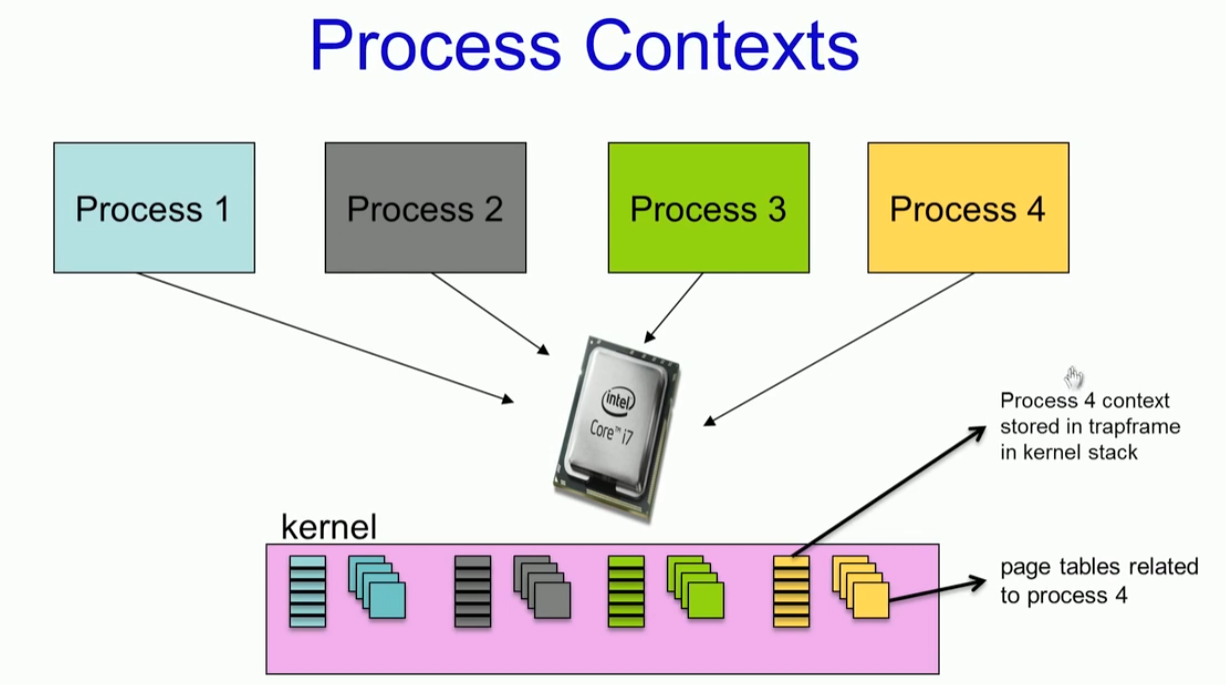 Process Contexts
Process 1
Process 2
Process 3
Process 4
intel
Core™ i7
Process 4 context
stored in trapframe
in kernel stack
kernel
page tables related
to process 4